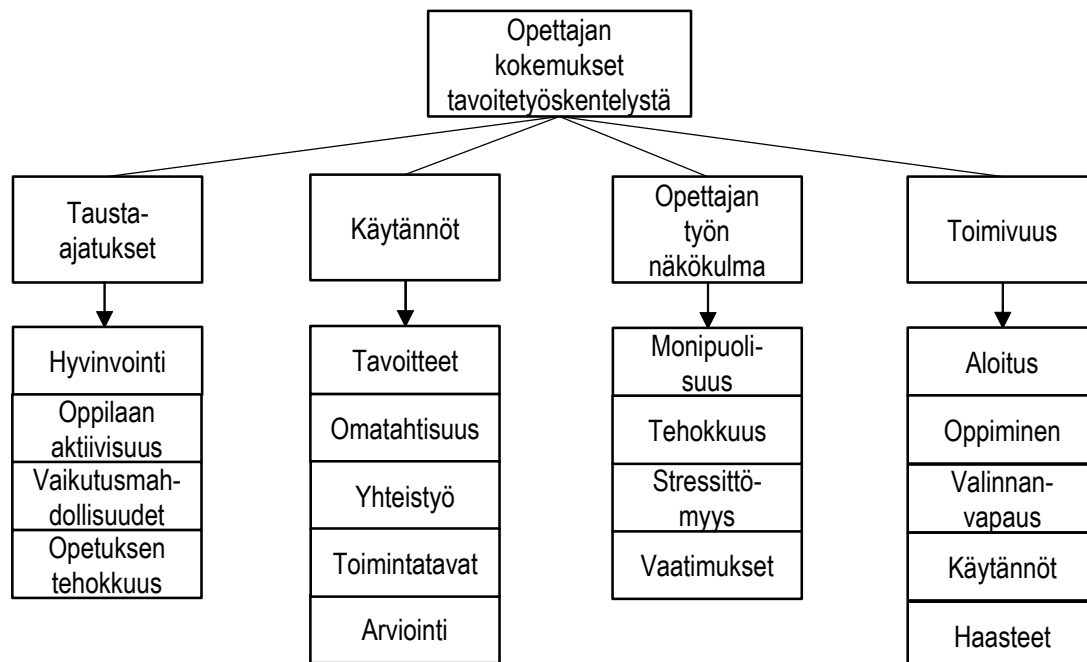 Opettajan
kokemukset
tavoitetyöskentelystä
Tausta-
ajatukset
Käytännöt
Opettajan
työn
näkökulma
Toimivuus
Hyvinvointi
Oppilaan
aktiivisuus
Vaikutusmah-
dollisuudet
Opetuksen
tehokkuus
Tavoitteet
Omatahtisuus
Yhteistyö
Toimintatavat
Arviointi
Monipuoli-
suus
Tehokkuus
Stressittö-
myys
Vaatimukset
Aloitus
Oppiminen
Valinnan-
vapaus
Käytännöt
Haasteet